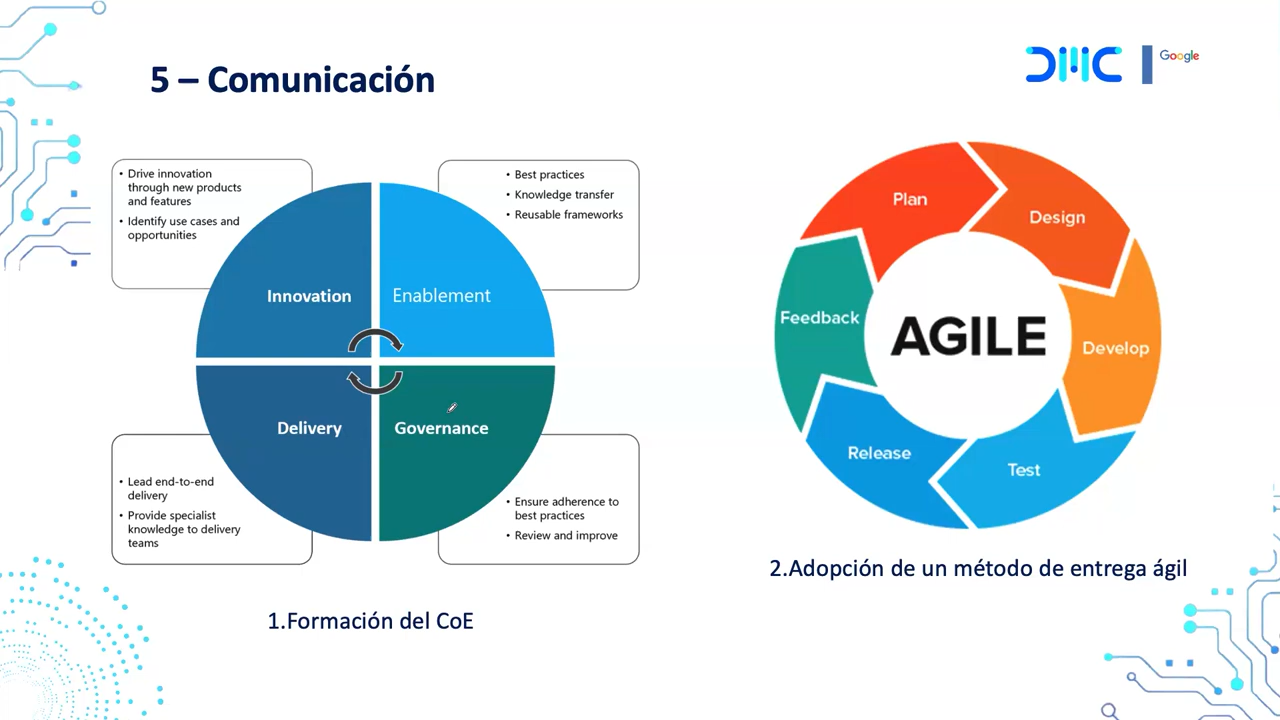 5 – Comunicación
DMC
Google
• Drive innovation
through new products
and features
• Identify use cases and
opportunities
• Best practices
• Knowledge transfer
• Reusable frameworks
Innovation
Enablement
Delivery
Governance
• Lead end-to-end
delivery
• Provide specialist
knowledge to delivery
teams
• Ensure adherence to
best practices
• Review and improve
1.Formación del CoE
Plan
Design
Feedback
AGILE
Develop
Release
Test
2.Adopción de un método de entrega ágil